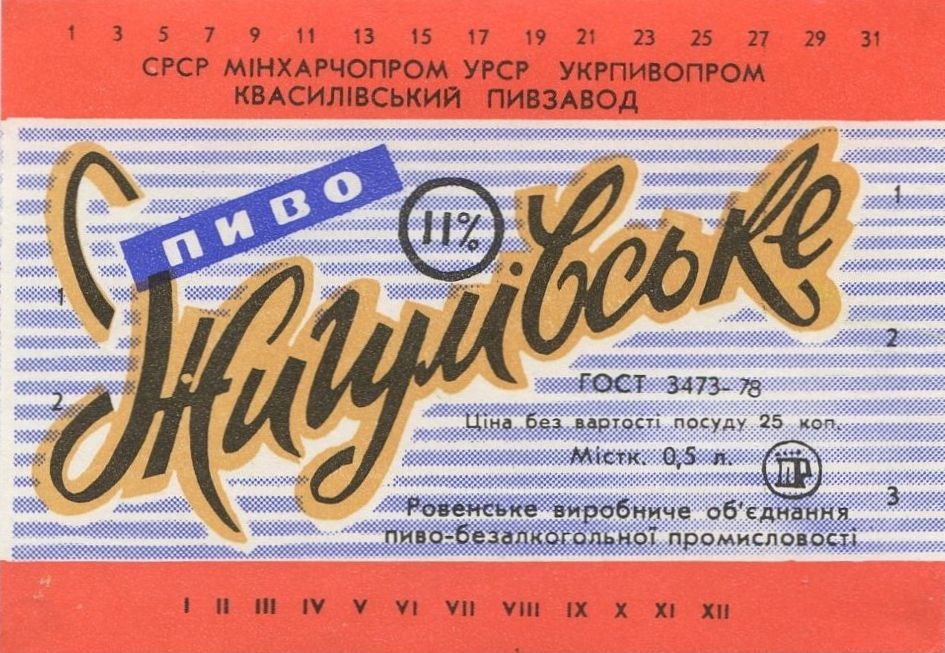 1 3 5 7 9 11 13 15 17 19 21 23 25 27 29 31
СРСР МІНХАРЧОПРОМ УРСР УКРПИВОПРОМ
КВАСИЛІВСЬКИЙ ПИВЗАВОД
ПИВО
11%
Жигулівське
1
2
1
2
3
ГОСТ 3473-78
Ціна без вартості посуду 25 коп.
Містк. 0,5 л.
ПР
Ровенське виробниче об'єднання
пиво-безалкогольної промисловості
I II III IV V VI VII VIII IX X XI XII